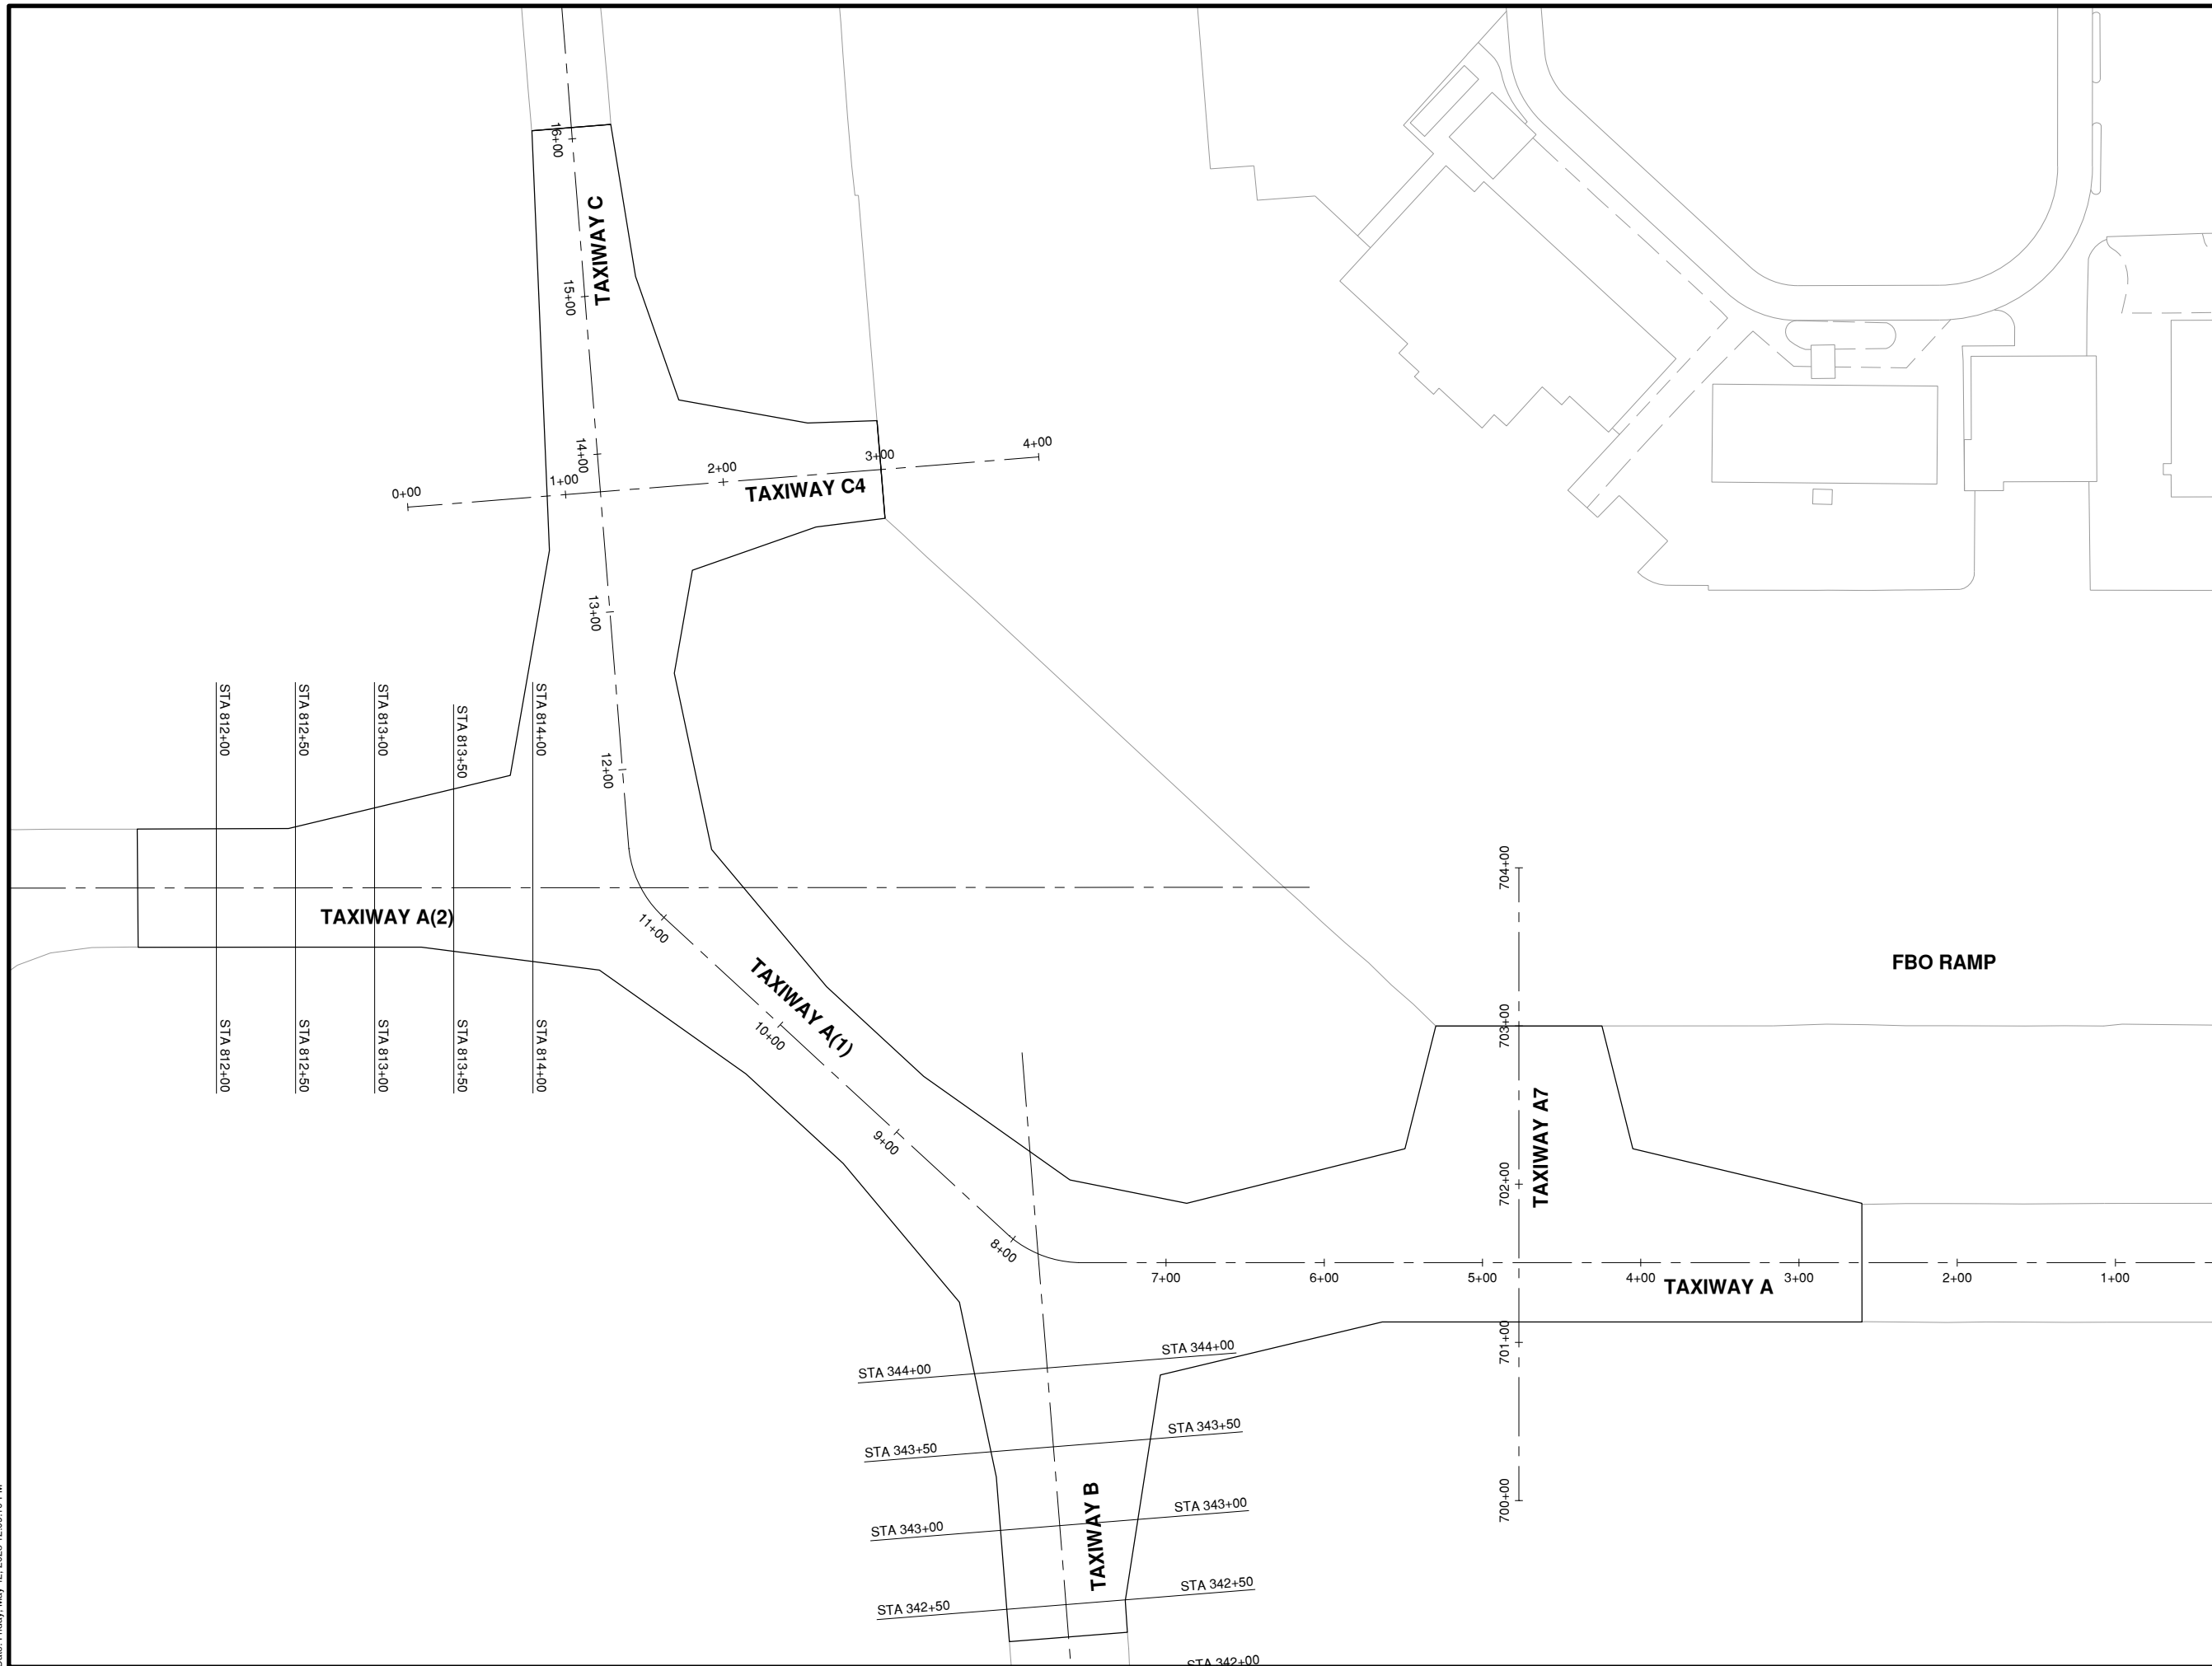 16+00
TAXIWAY C
15+00
14+00
0+00
1+00
2+00
3+00
4+00
TAXIWAY C4
13+00
12+00
STA 812+00
STA 812+50
STA 813+00
STA 813+50
STA 814+00
TAXIWAY A(2)
STA 812+00
STA 812+50
STA 813+00
STA 813+50
STA 814+00
11+00
TAXIWAY A(1)
10+00
9+00
8+00
704+00
703+00
FBO RAMP
TAXIWAY A7
702+00
7+00
6+00
5+00
4+00
TAXIWAY A
3+00
2+00
1+00
701+00
700+00
STA 344+00
STA 344+00
STA 343+50
STA 343+50
TAXIWAY B
STA 343+00
STA 343+00
STA 342+50
STA 342+50
STA 342+00